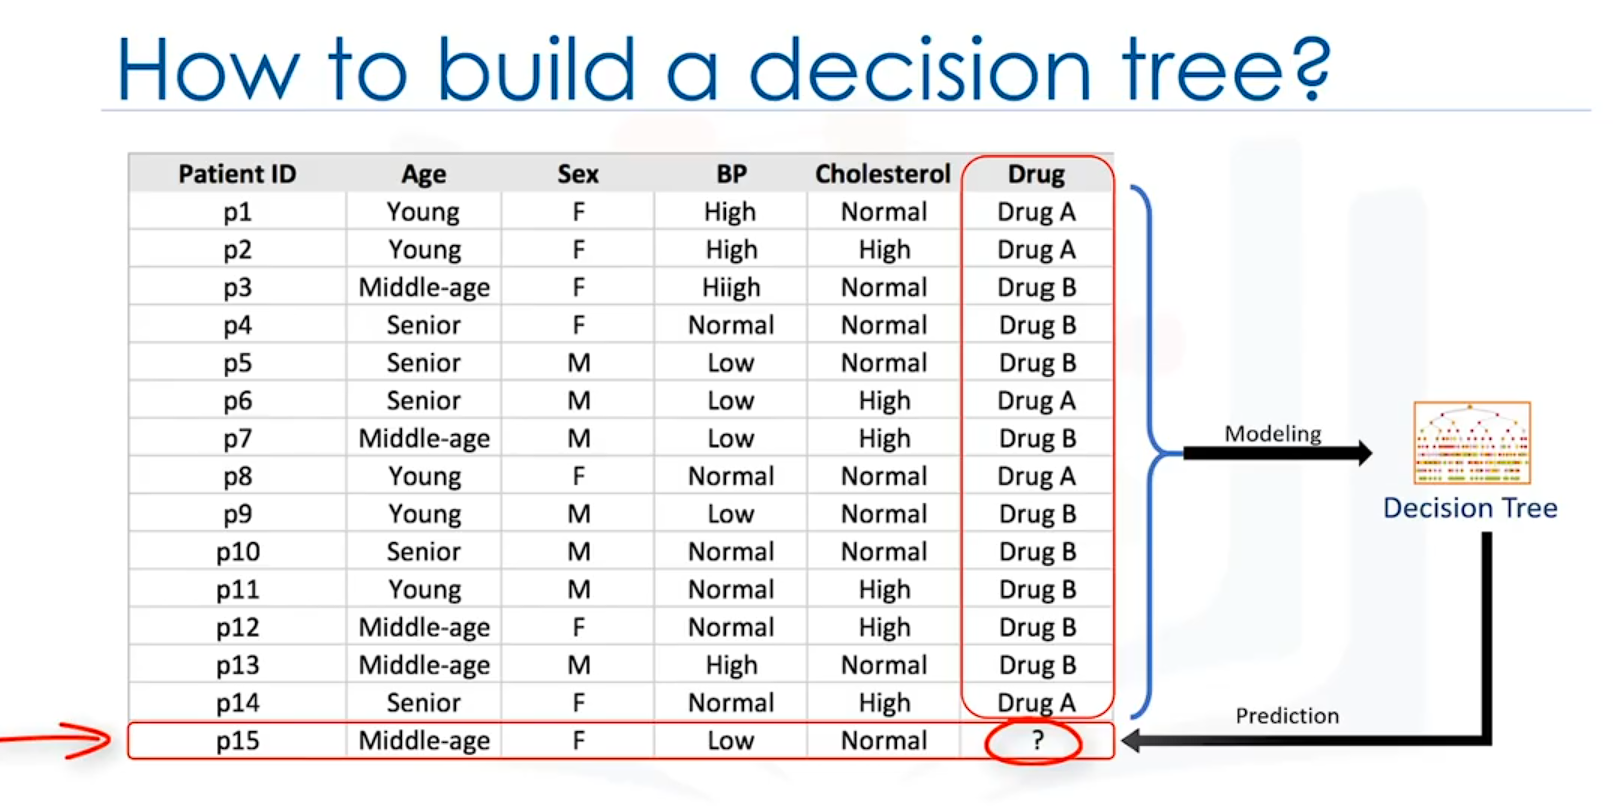 How to build a decision tree?
Patient ID Age Sex BP Cholesterol Drug
p1 Young F High Normal Drug A
p2 Young F High High Drug A
p3 Middle-age F Hiigh Normal Drug B
p4 Senior F Normal Normal Drug B
p5 Senior M Low Normal Drug B
p6 Senior M Low High Drug A
p7 Middle-age M Low High Drug B
p8 Young F Normal Normal Drug A
p9 Young M Low Normal Drug B
p10 Senior M Normal Normal Drug B
p11 Young M Normal High Drug B
p12 Middle-age F Normal High Drug B
p13 Middle-age M High Normal Drug B
p14 Senior F Normal High Drug A
p15 Middle-age F Low Normal ?
Modeling
Decision Tree
Prediction